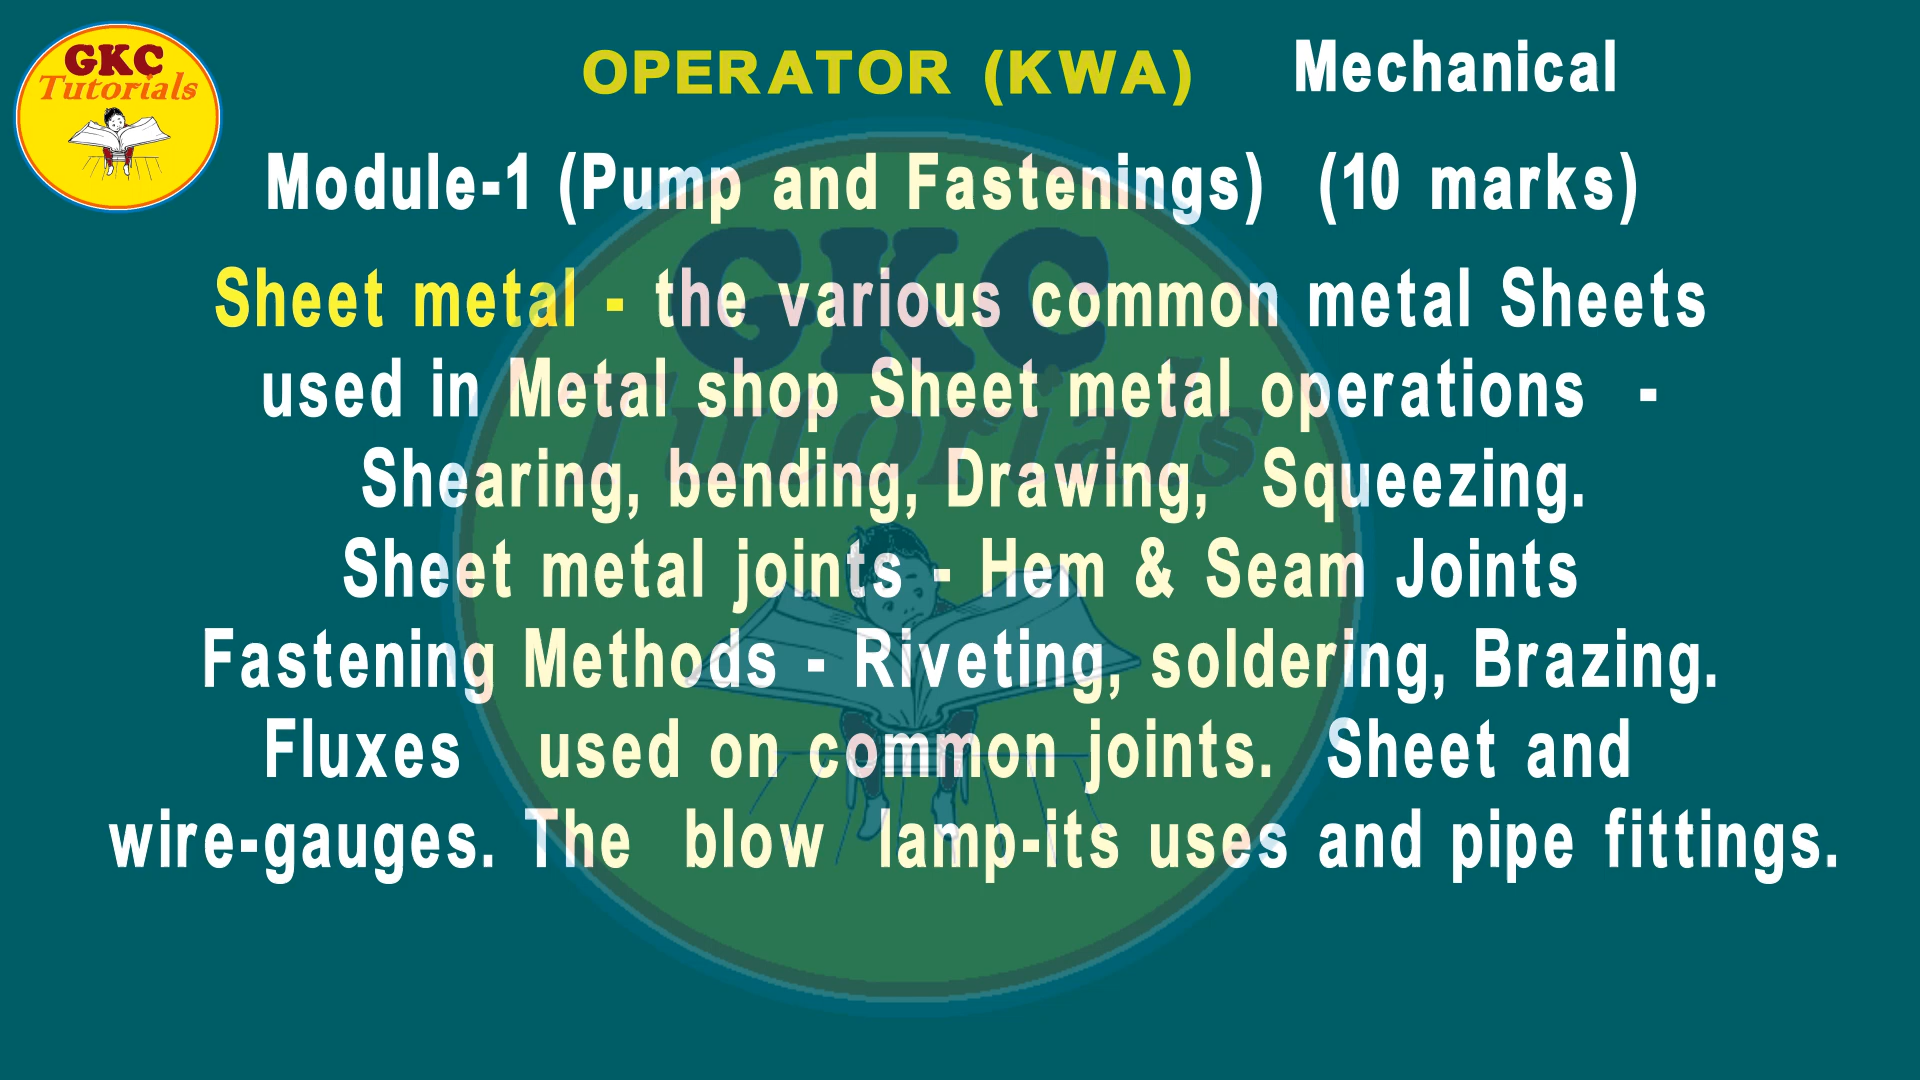 GKC
Tutorials
OPERATOR (KWA) Mechanical
Module-1 (Pump and Fastenings) (10 marks)
Sheet metal - the various common metal Sheets
used in Metal shop Sheet metal operations -
Shearing, bending, Drawing, Squeezing.
Sheet metal joints - Hem & Seam Joints
Fastening Methods - Riveting, soldering, Brazing.
Fluxes used on common joints. Sheet and
wire-gauges. The blow lamp-its uses and pipe fittings.
GKC
Tutorials